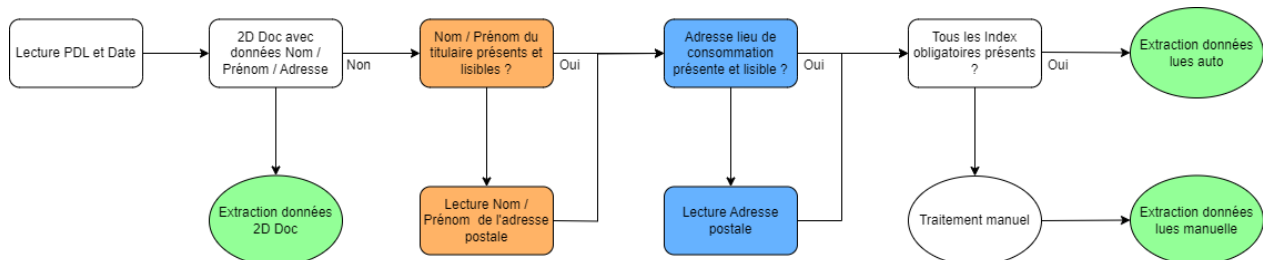 Lecture PDL et Date
2D Doc avec
données Nom /
Prénom / Adresse
Non
Nom / Prénom du
titulaire présents et
lisibles ?
Oui
Adresse lieu de
consommation
présente et lisible ?
Oui
Tous les Index
obligatoires présents
?
Oui
Extraction données
lues auto
Extraction données
2D Doc
Lecture Nom /
Prénom de l'adresse
postale
Lecture Adresse
postale
Traitement manuel
Extraction données
lues manuelle